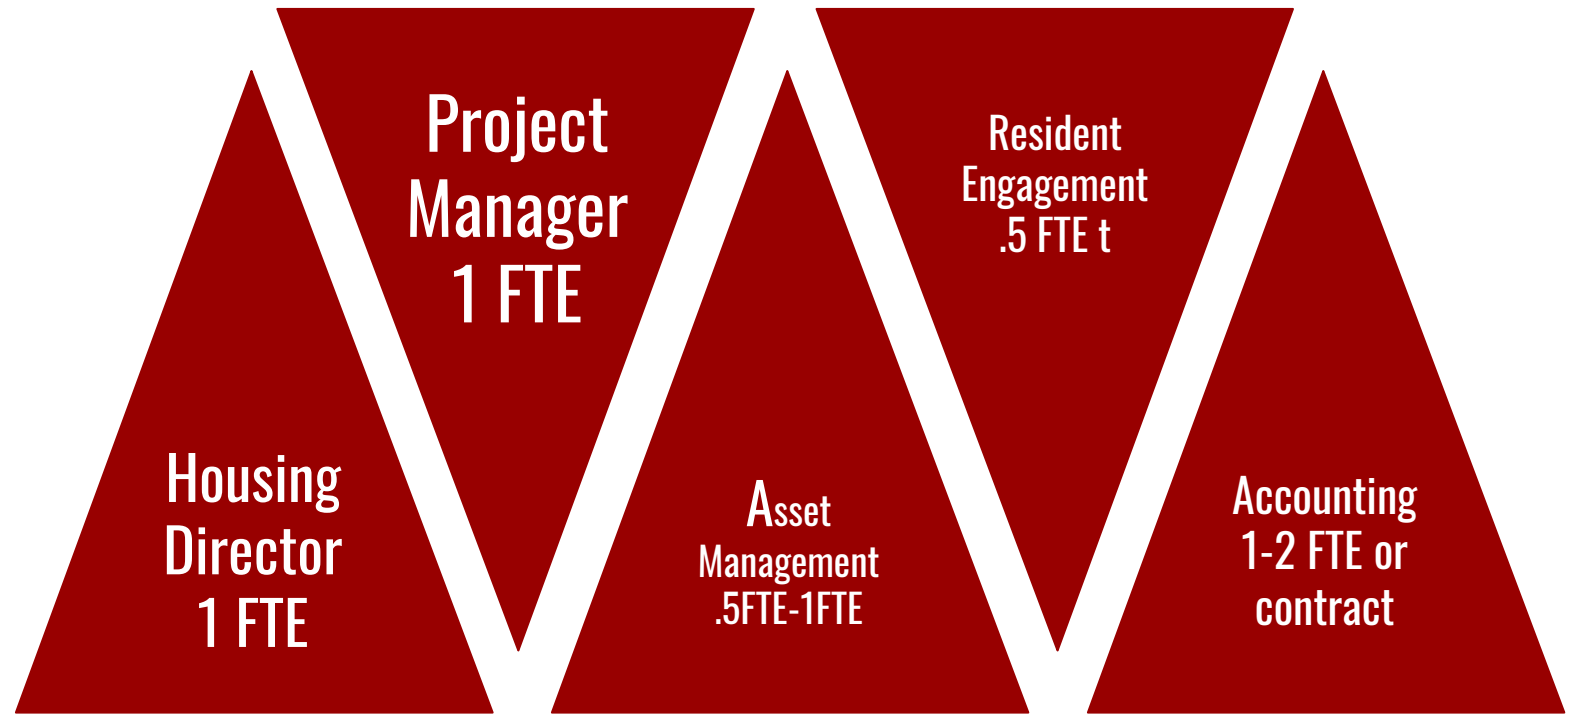 Housing
Director
1 FTE
Project
Manager
1 FTE
Asset
Management
.5FTE-1FTE
Resident
Engagement
.5 FTE t
Accounting
1-2 FTE or
contract